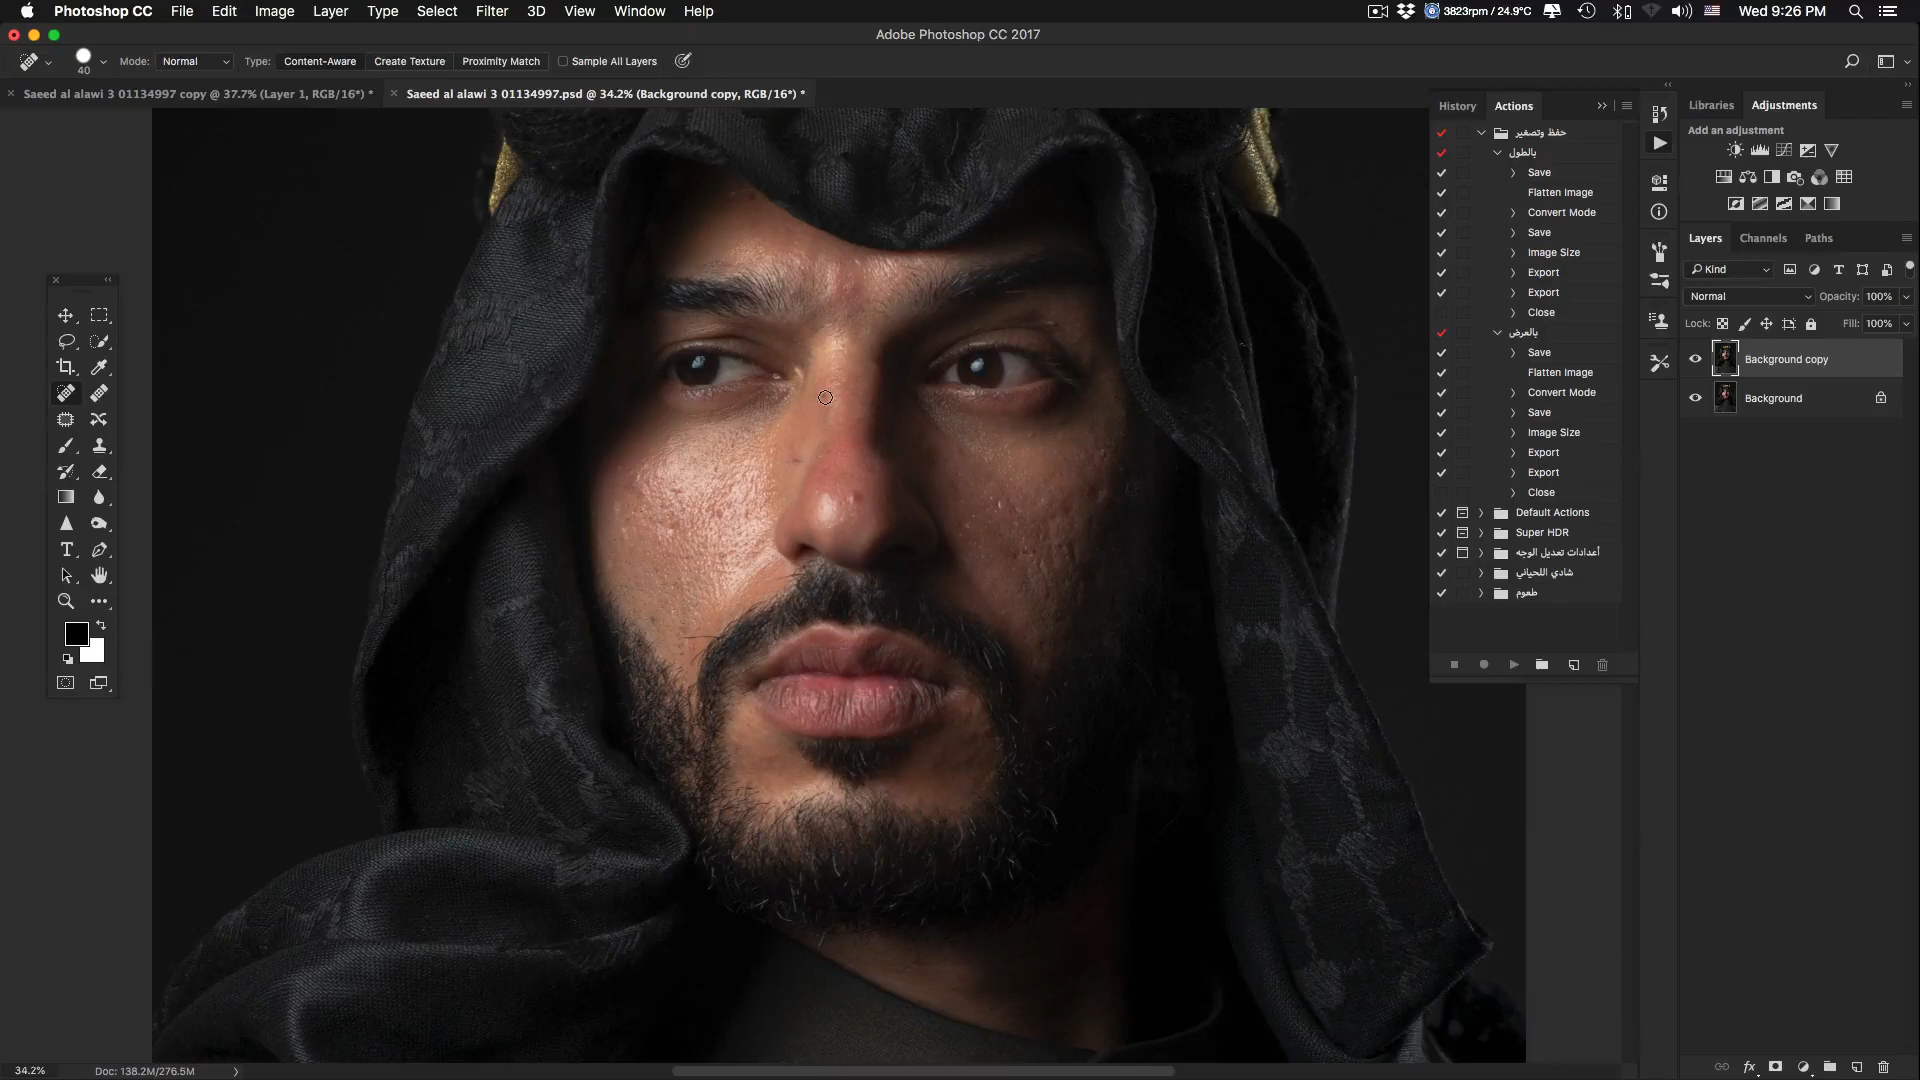 Photoshop CC File Edit Image Layer Type Select Filter 3D View Window Help 3823rpm / 24.9°C Wed 9:26 PM
Adobe Photoshop CC 2017
40 Mode: Normal Type: Content-Aware Create Texture Proximity Match Sample All Layers
Saeed al alawi 3 01134997 copy @ 37.7% (Layer 1, RGB/16*) * Saeed al alawi 3 01134997.psd @ 34.2% (Background copy, RGB/16*) *
History Actions
حفظ وتصغير
بالطول
Save
Flatten Image
Convert Mode
Save
Image Size
Export
Export
Close
بالعرض
Save
Flatten Image
Convert Mode
Save
Image Size
Export
Export
Close
Default Actions
Super HDR
أعدادات تعديل الوجه
شادي اللحياني
طعوم
Libraries Adjustments
Add an adjustment
Layers Channels Paths
Kind
Normal Opacity: 100%
Lock: Fill: 100%
Background copy
Background
34.2% Doc: 138.2M/276.5M